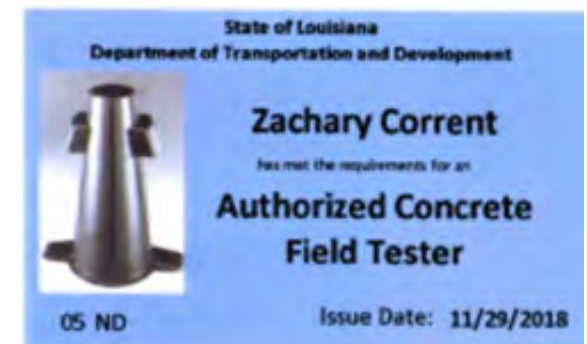 State of Louisiana
Department of Transportation and Development
Zachary Corrent
has met the requirements for an
Authorized Concrete
Field Tester
05 ND
Issue Date: 11/29/2018